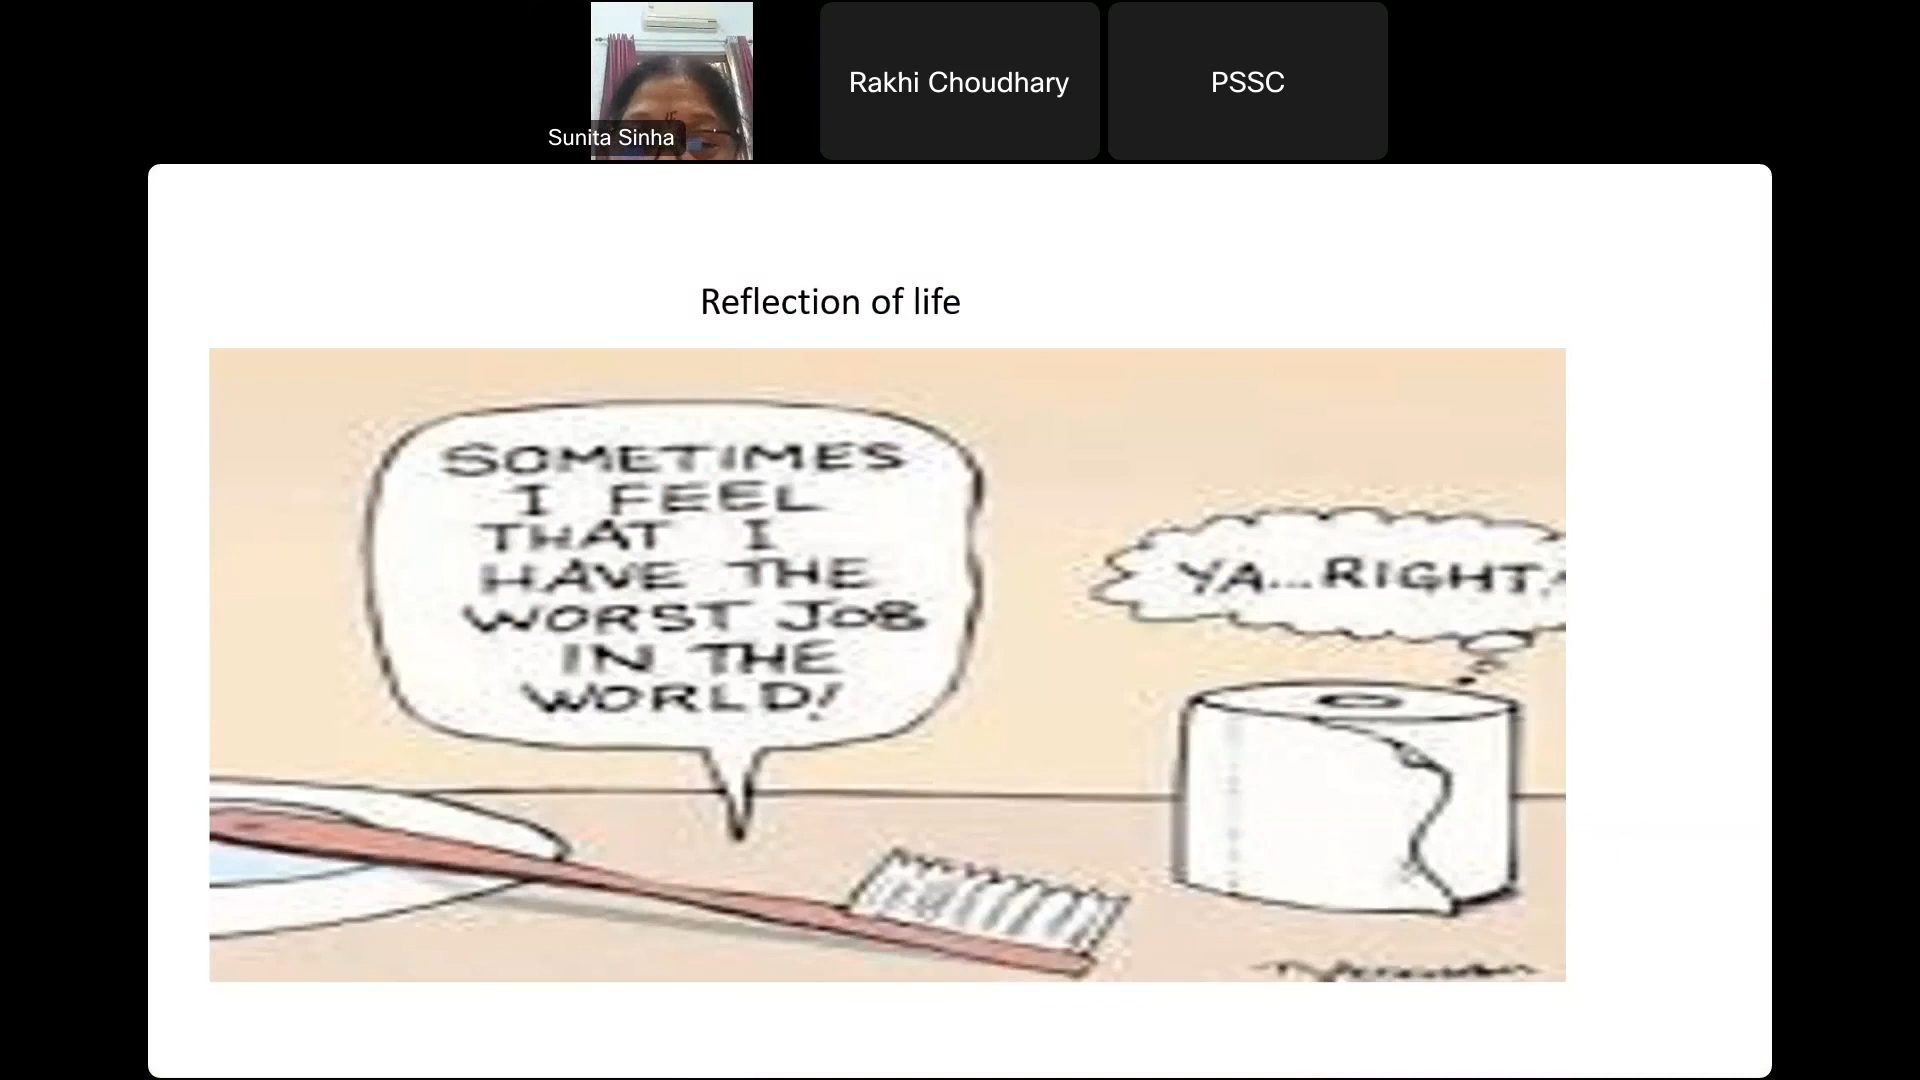 Sunita Sinha
Rakhi Choudhary
PSSC
Reflection of life
SOMETIMES
I FEEL
THAT I
HAVE THE
WORST JOB
IN THE
WORLD!
YA...RIGHT!